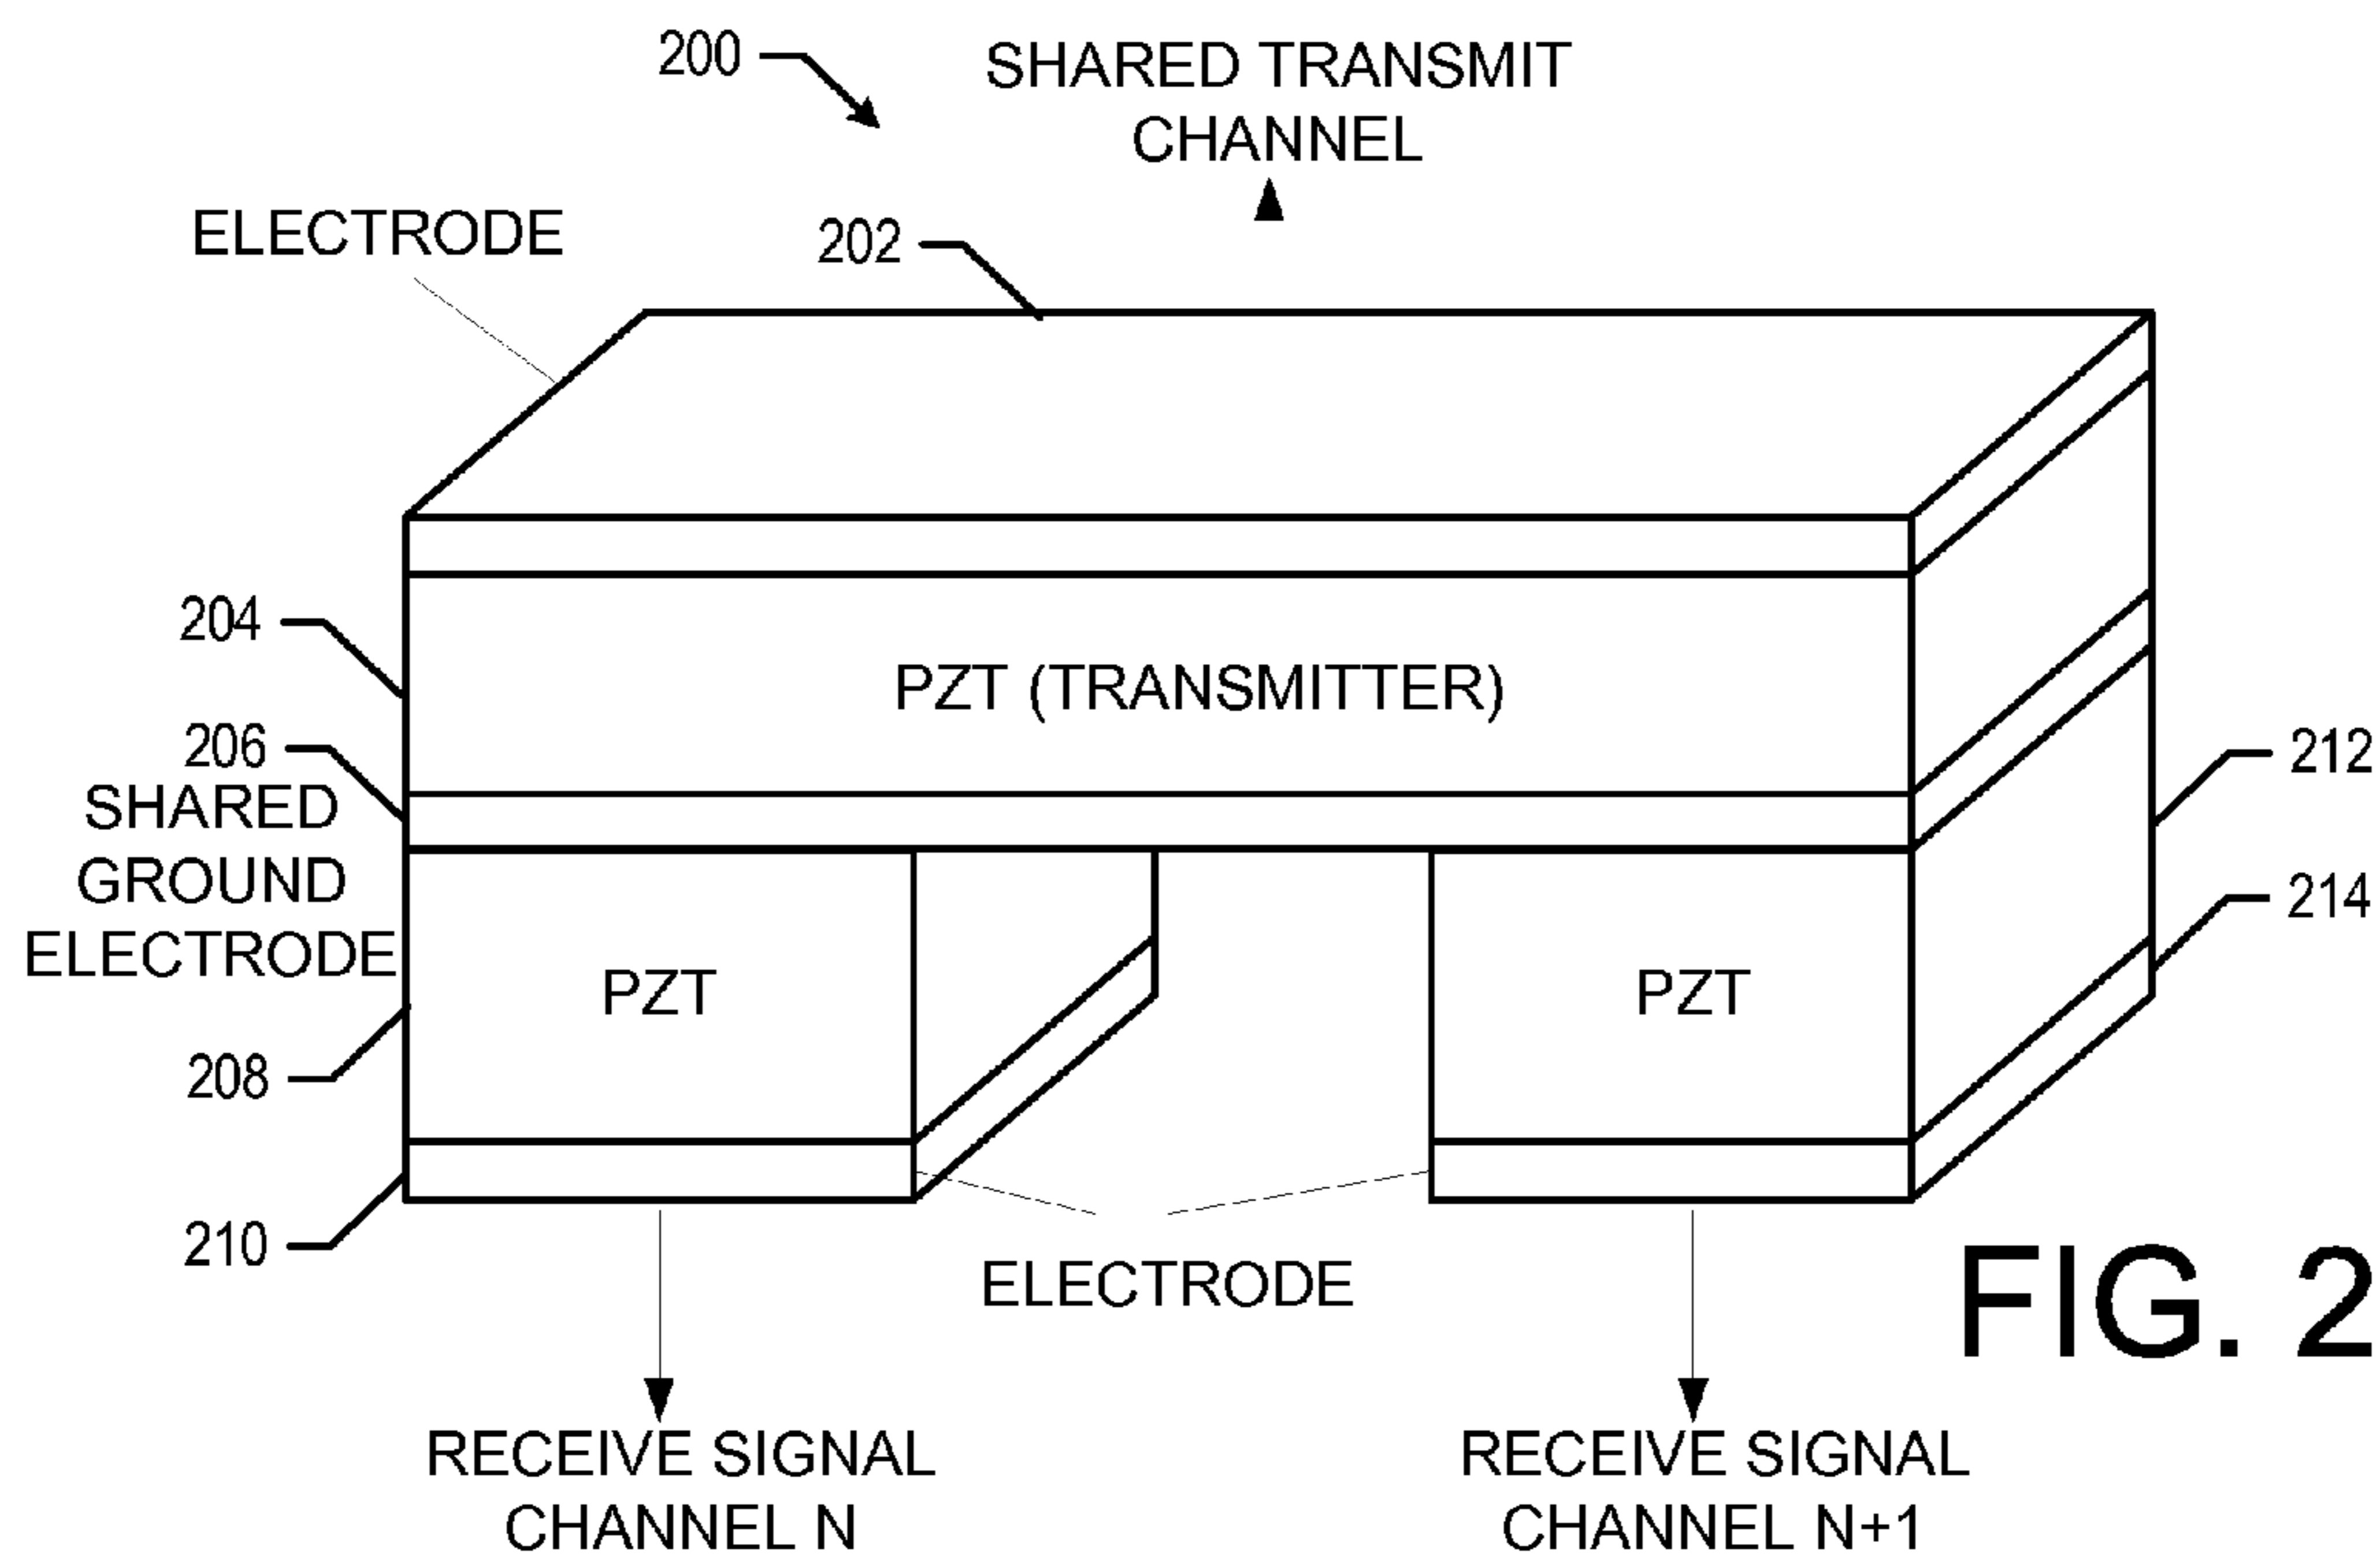 200
SHARED TRANSMIT
CHANNEL
ELECTRODE
202
204
PZT (TRANSMITTER)
206
SHARED
GROUND
ELECTRODE
212
214
PZT
PZT
208
210
ELECTRODE
FIG. 2
RECEIVE SIGNAL
CHANNEL N
RECEIVE SIGNAL
CHANNEL N+1